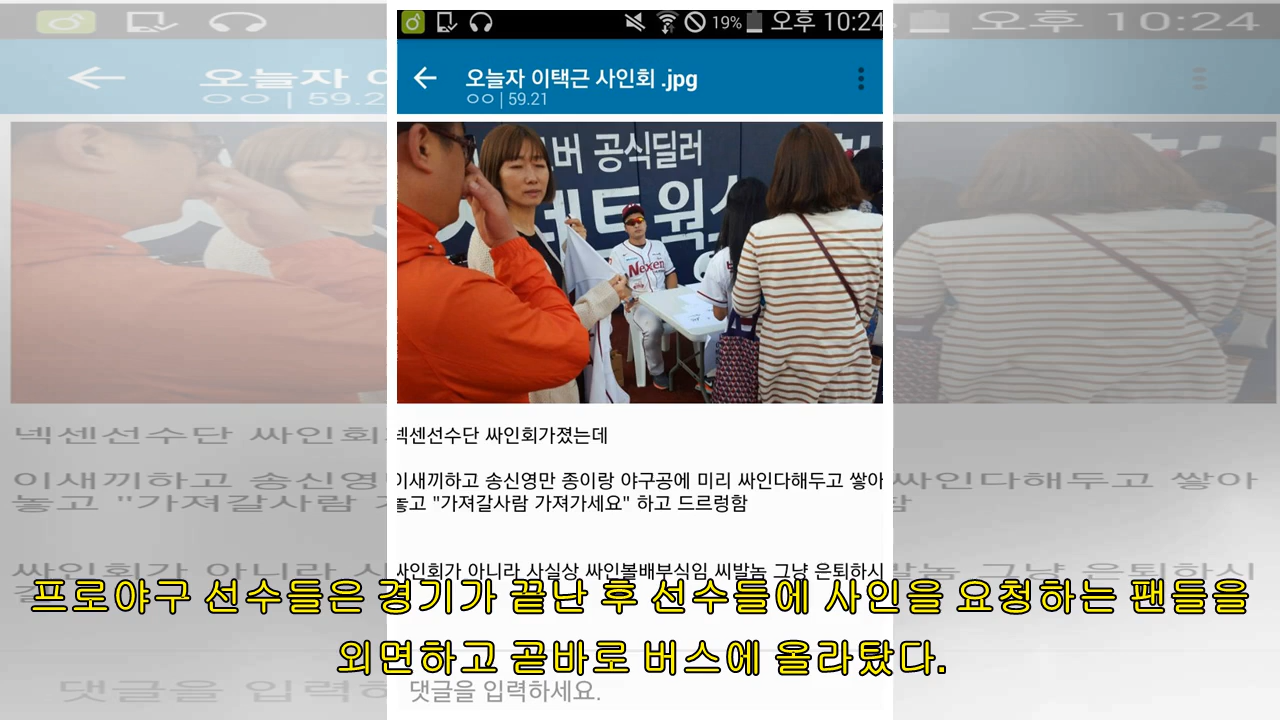 19% 오후 10:24
오늘자 이택근 사인회 .jpg
ㅇㅇ | 59.21
버 공식딜러
넥센선수단 싸인회가졌는데
이새끼하고 송신영만 종이랑 야구공에 미리 싸인다해두고 쌓아
놓고 "가져갈사람 가져가세요" 하고 드르렁함
싸인회가 아니라 사실상 싸인볼배부식임 씨발놈 그냥 은퇴하시
프로야구 선수들은 경기가 끝난 후 선수들에 사인을 요청하는 팬들을
외면하고 곧바로 버스에 올라탔다.
댓글을 입력하세요.